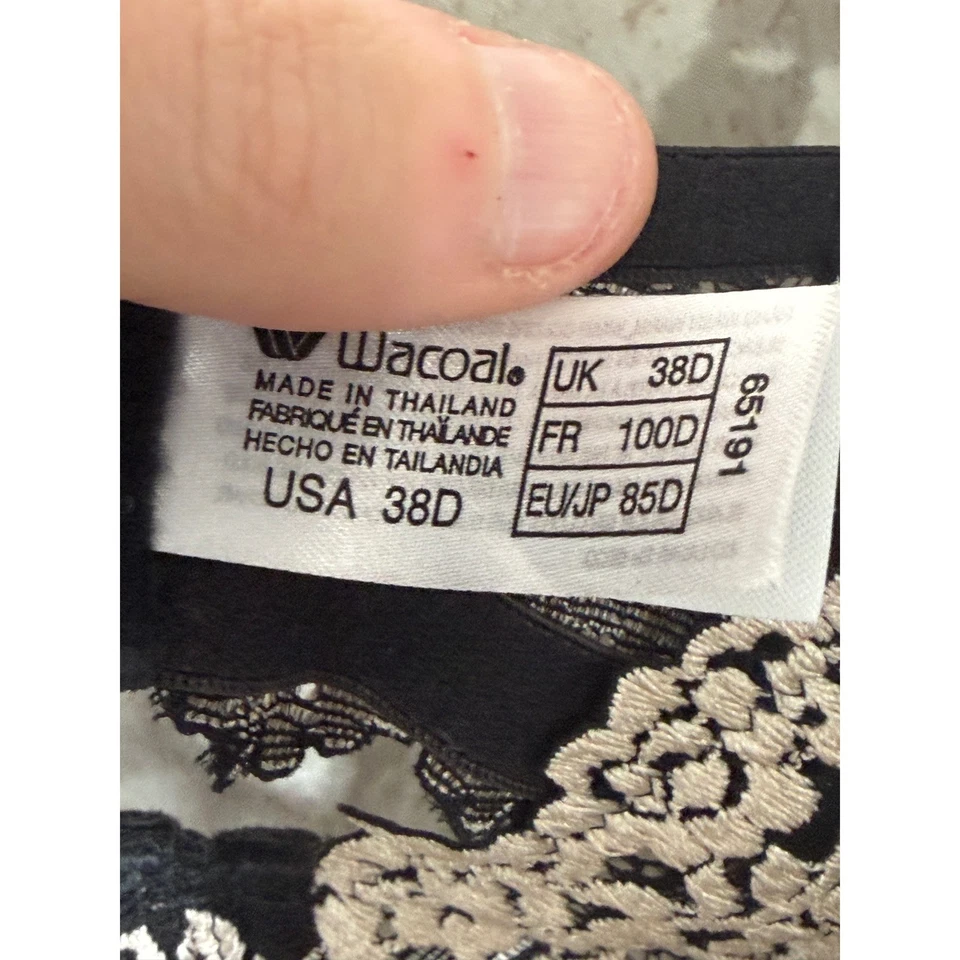 Wacoal®
MADE IN THAILAND
FABRIQUÉ EN THAÏLANDE
HECHO EN TAILANDIA
USA 38D
UK 38D
FR 100D
EU/JP 85D
65191